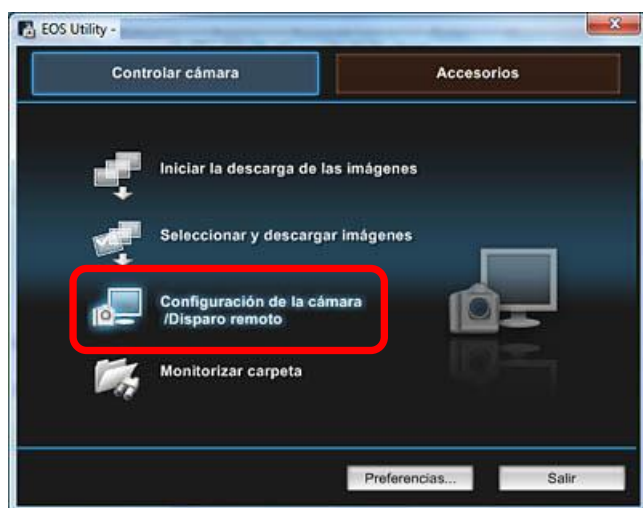 EOS Utility -
Controlar cámara
Accesorios
Iniciar la descarga de las imágenes
Seleccionar y descargar imágenes
Configuración de la cámara
/Disparo remoto
Monitorizar carpeta
Preferencias...
Salir